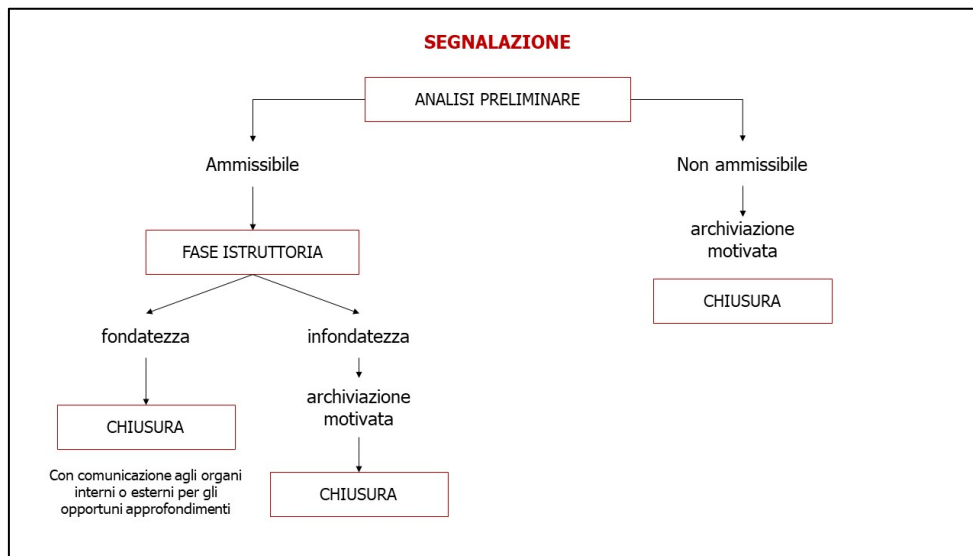 SEGNALAZIONE
ANALISI PRELIMINARE
Ammissibile
Non ammissibile
archiviazione
motivata
FASE ISTRUTTORIA
CHIUSURA
fondatezza
infondatezza
archiviazione
motivata
CHIUSURA
Con comunicazione agli organi
interni o esterni per gli
opportuni approfondimenti
CHIUSURA